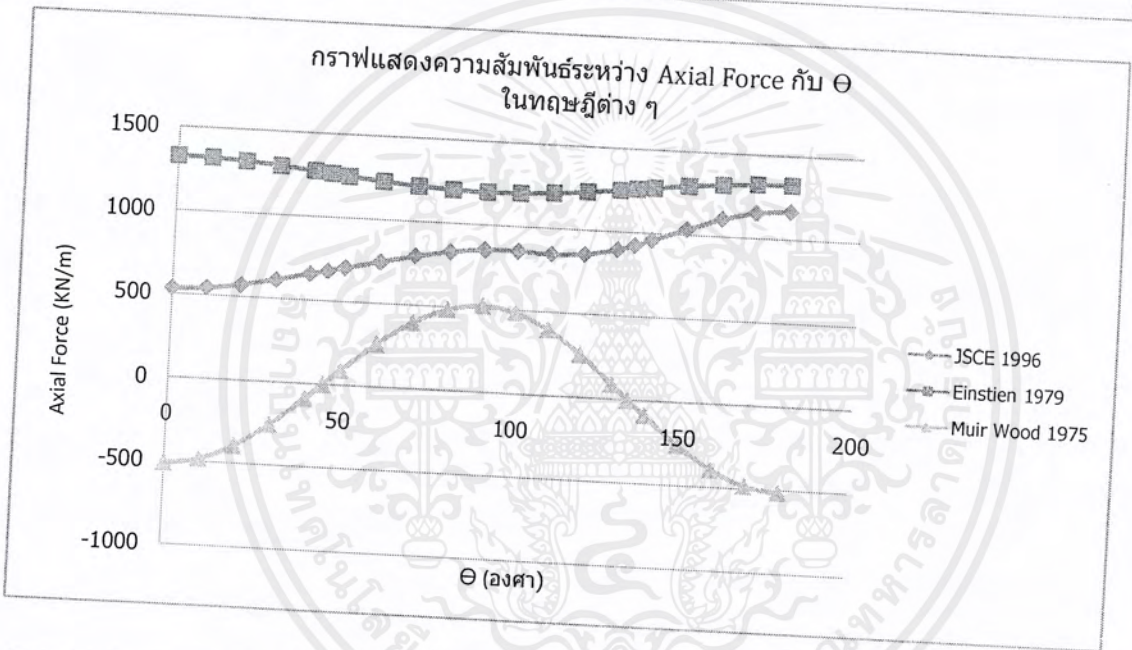 กราฟแสดงความสัมพันธ์ระหว่าง Axial Force กับ Θ
ในทฤษฎีต่าง ๆ
1500
1000
500
0
-500
-1000
Axial Force (KN/m)
0
50
100
150
200
Θ (องศา)
JSCE 1996
Einstien 1979
Muir Wood 1975